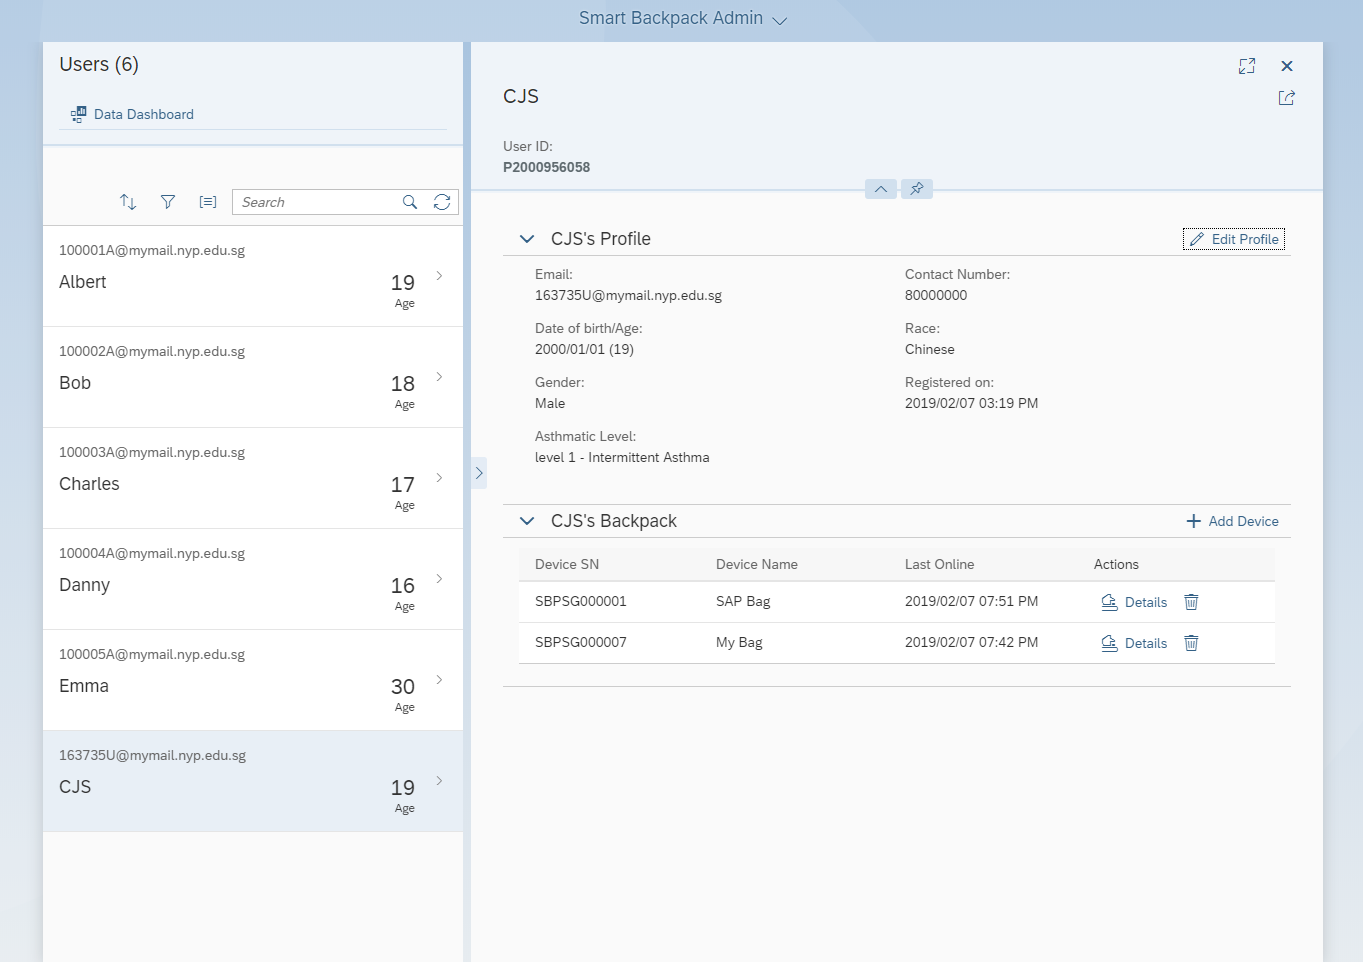 Smart Backpack Admin
Users (6)
Data Dashboard
Search
100001A@mymail.nyp.edu.sg
Albert 19
Age
100002A@mymail.nyp.edu.sg
Bob 18
Age
100003A@mymail.nyp.edu.sg
Charles 17
Age
100004A@mymail.nyp.edu.sg
Danny 16
Age
100005A@mymail.nyp.edu.sg
Emma 30
Age
163735U@mymail.nyp.edu.sg
CJS 19
Age
CJS
User ID:
P2000956058
CJS's Profile Edit Profile
Email: Contact Number:
163735U@mymail.nyp.edu.sg 80000000
Date of birth/Age: Race:
2000/01/01 (19) Chinese
Gender: Registered on:
Male 2019/02/07 03:19 PM
Asthmatic Level:
level 1 - Intermittent Asthma
CJS's Backpack Add Device
Device SN Device Name Last Online Actions
SBPSG000001 SAP Bag 2019/02/07 07:51 PM Details
SBPSG000007 My Bag 2019/02/07 07:42 PM Details